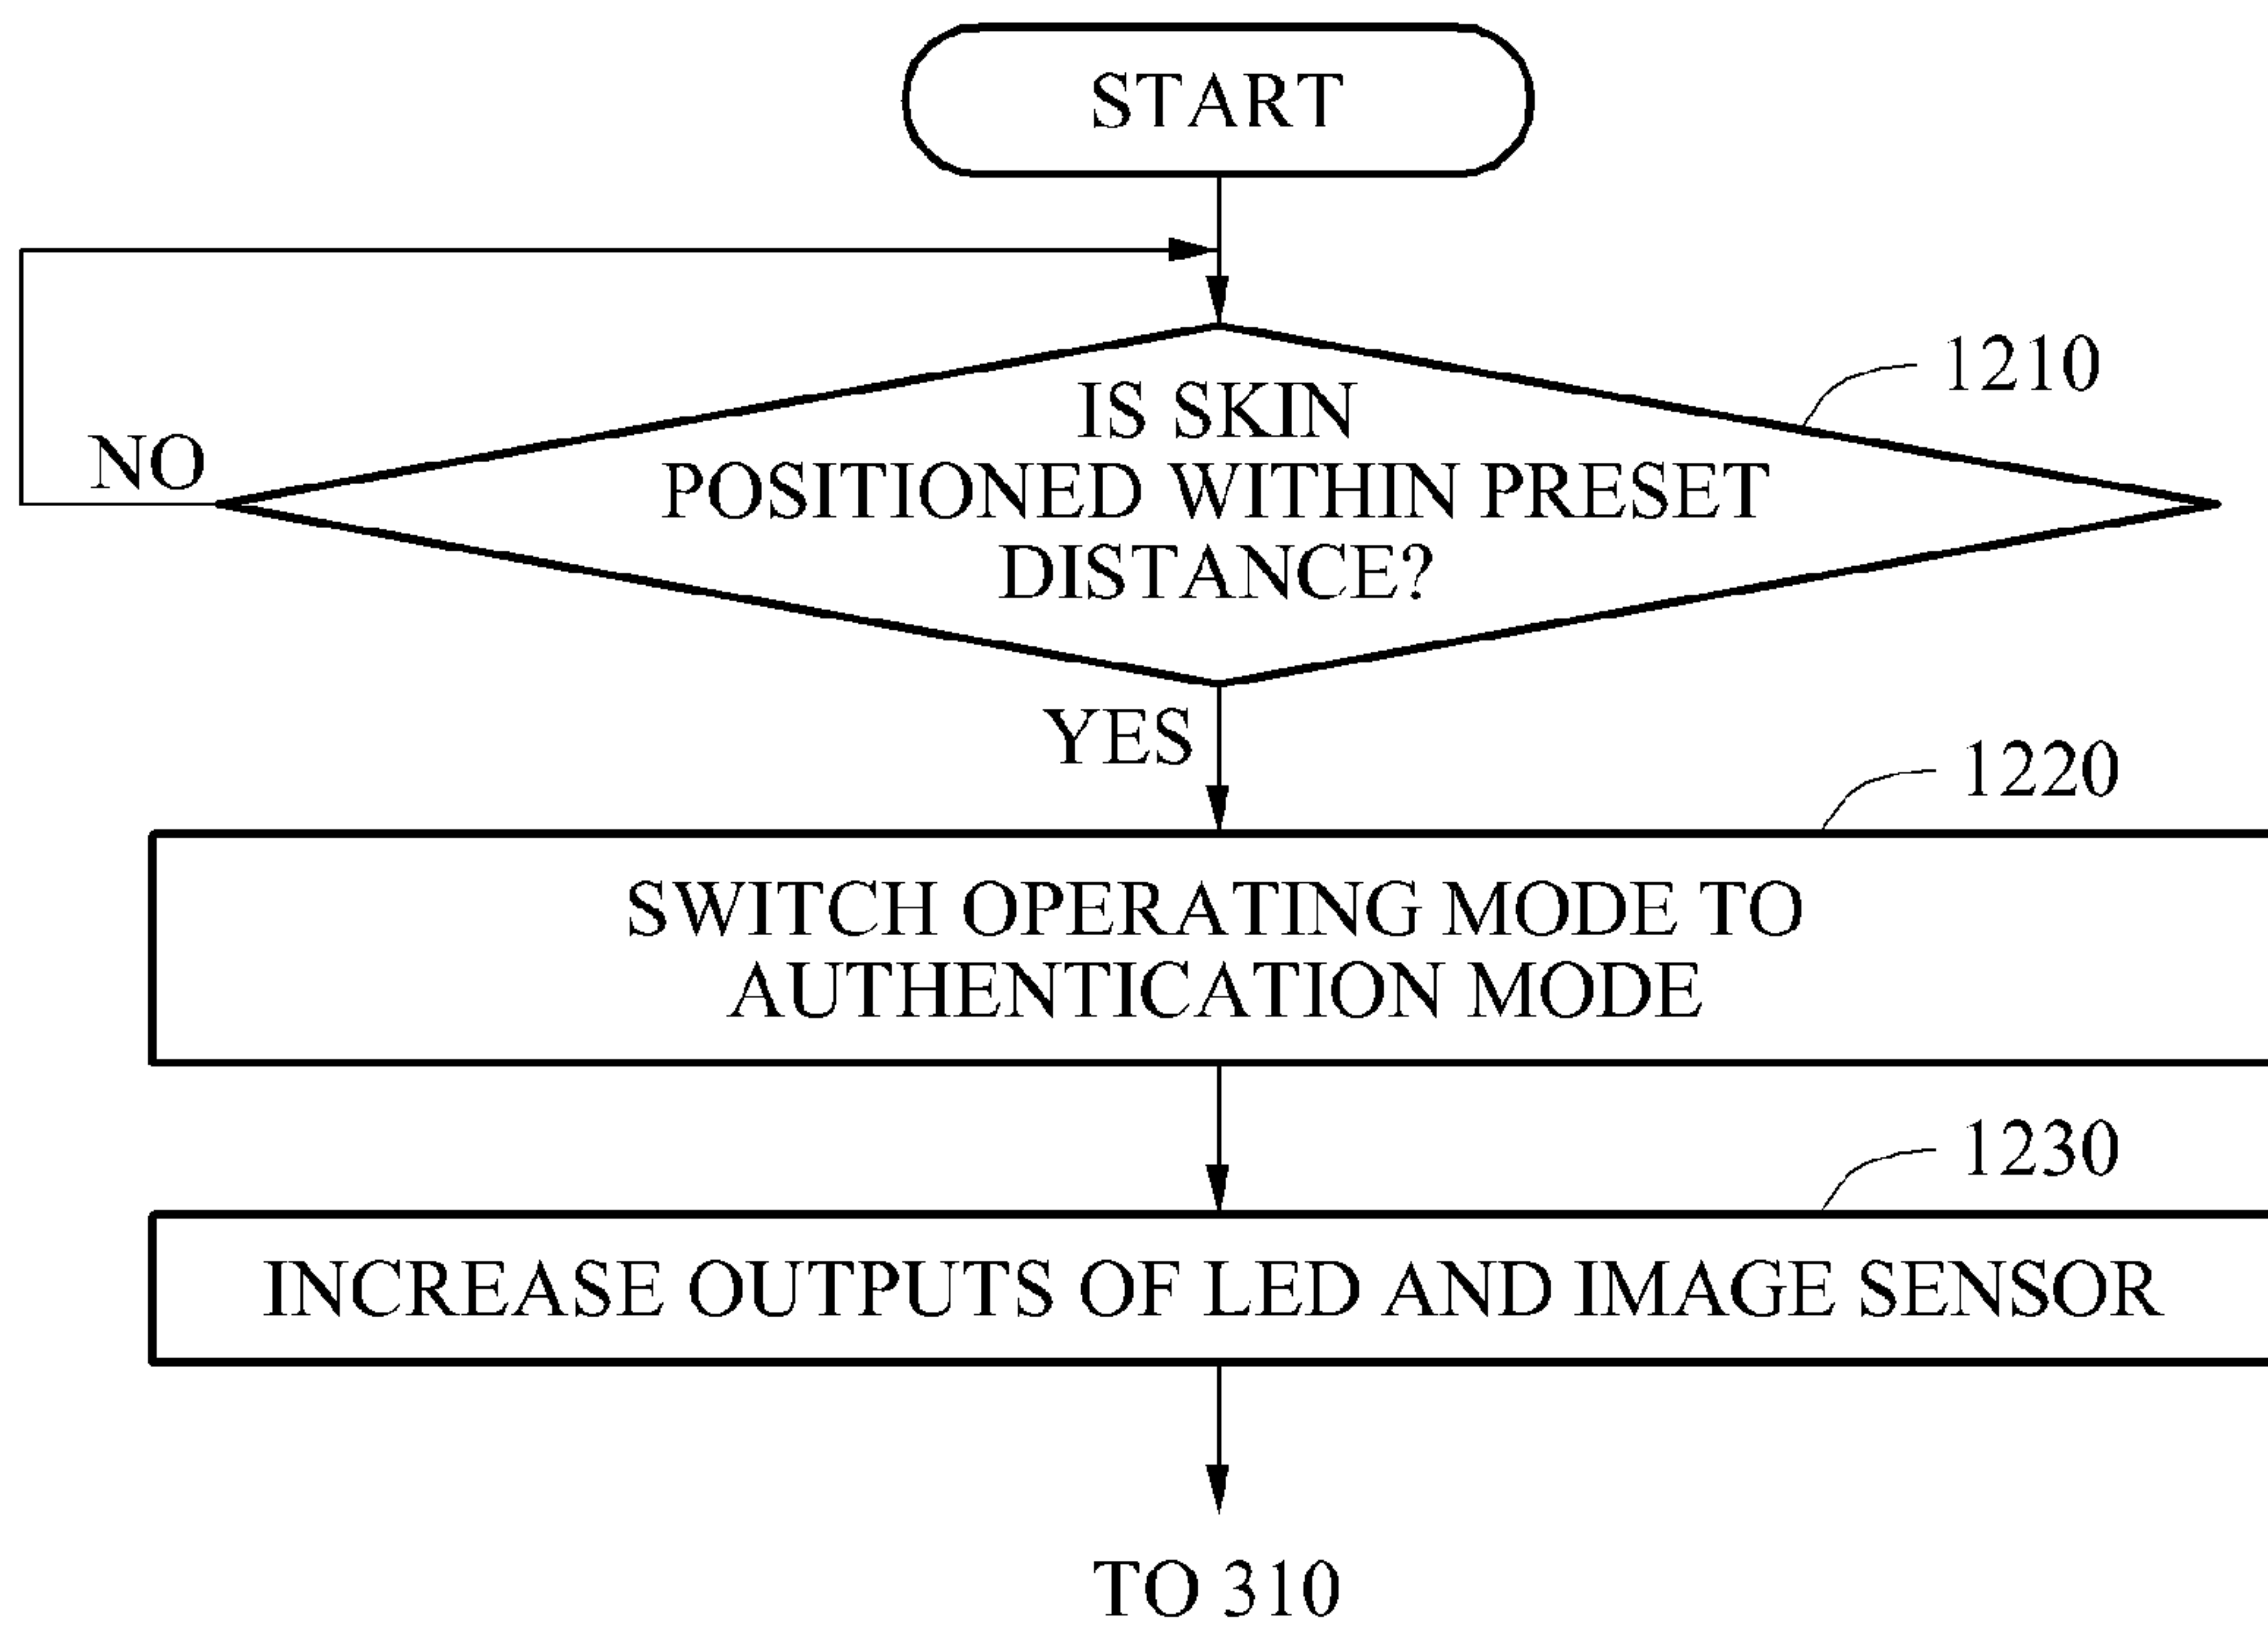 START
1210
IS SKIN
POSITIONED WITHIN PRESET
DISTANCE?
NO
YES
1220
SWITCH OPERATING MODE TO
AUTHENTICATION MODE
1230
INCREASE OUTPUTS OF LED AND IMAGE SENSOR
TO 310